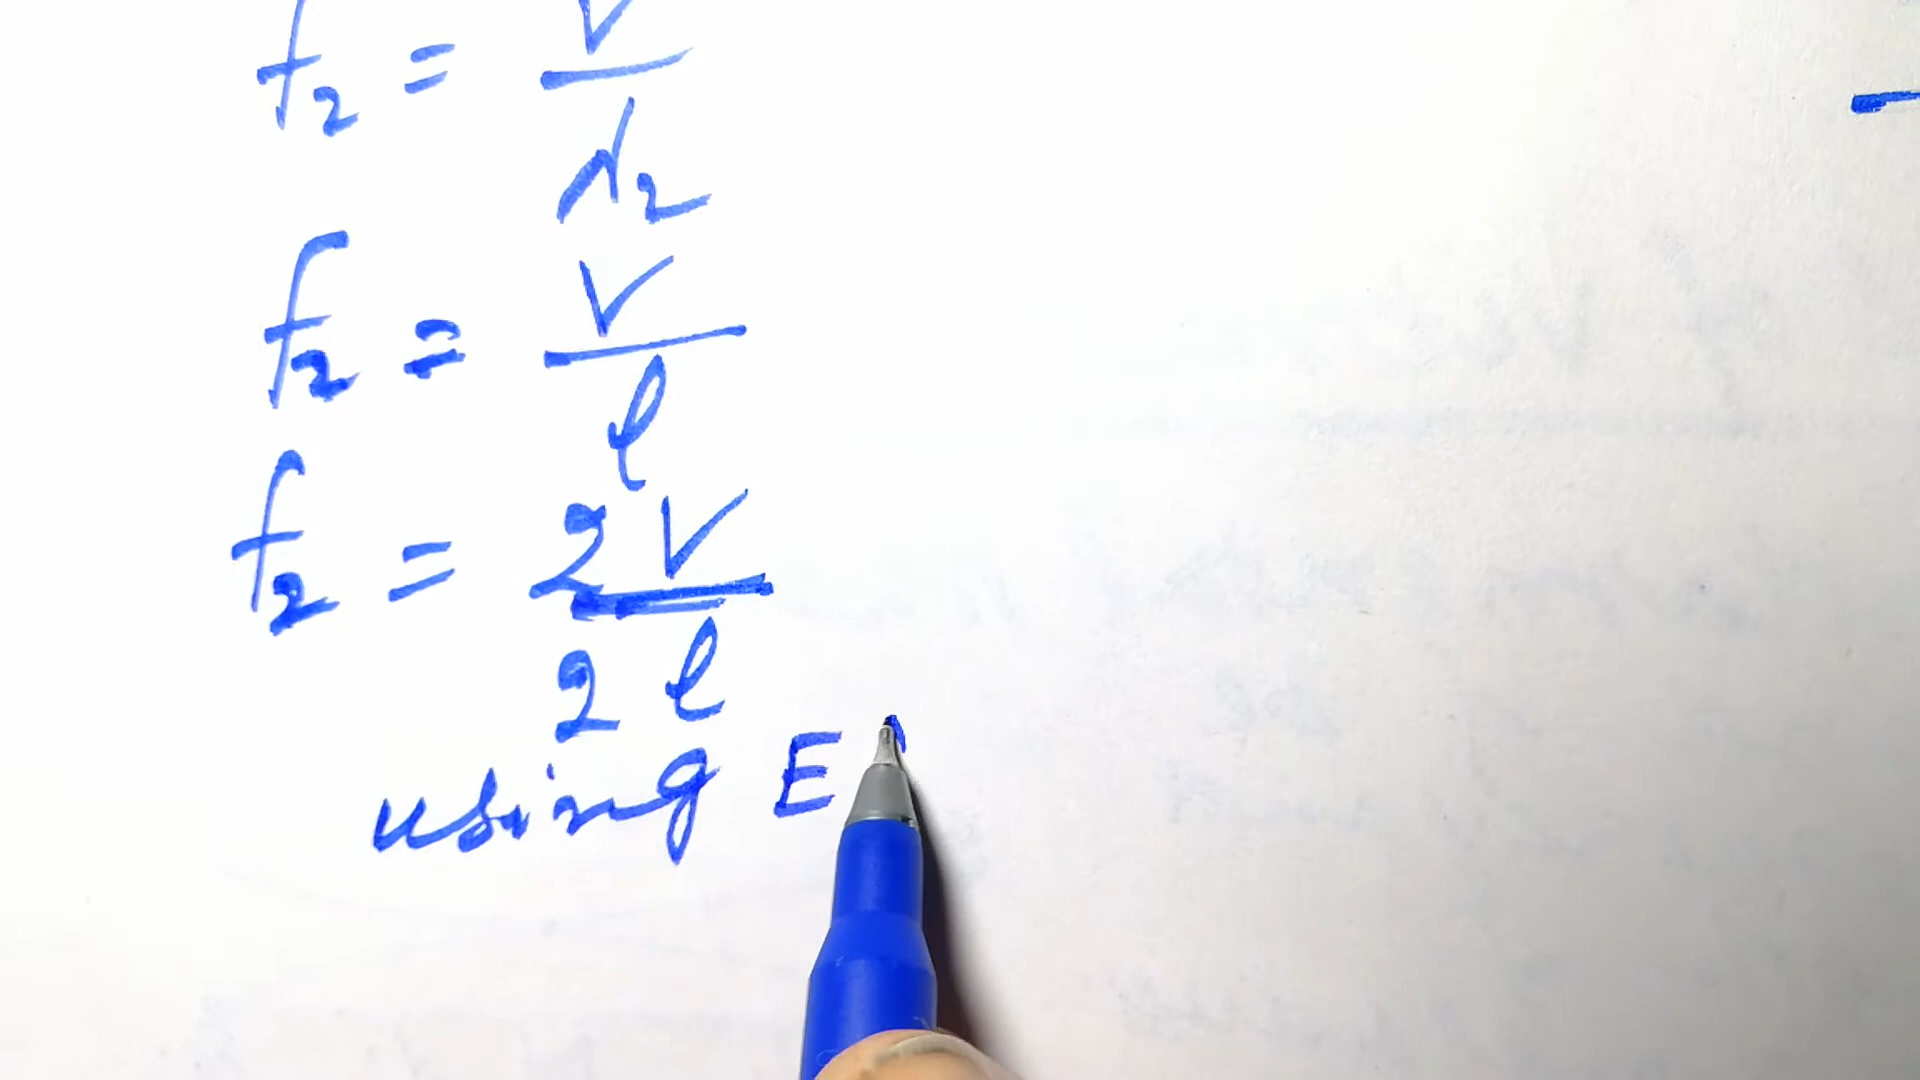 f₂ = V/λ₂
f₂ = V/l
f₂ = 2V/2l
using E